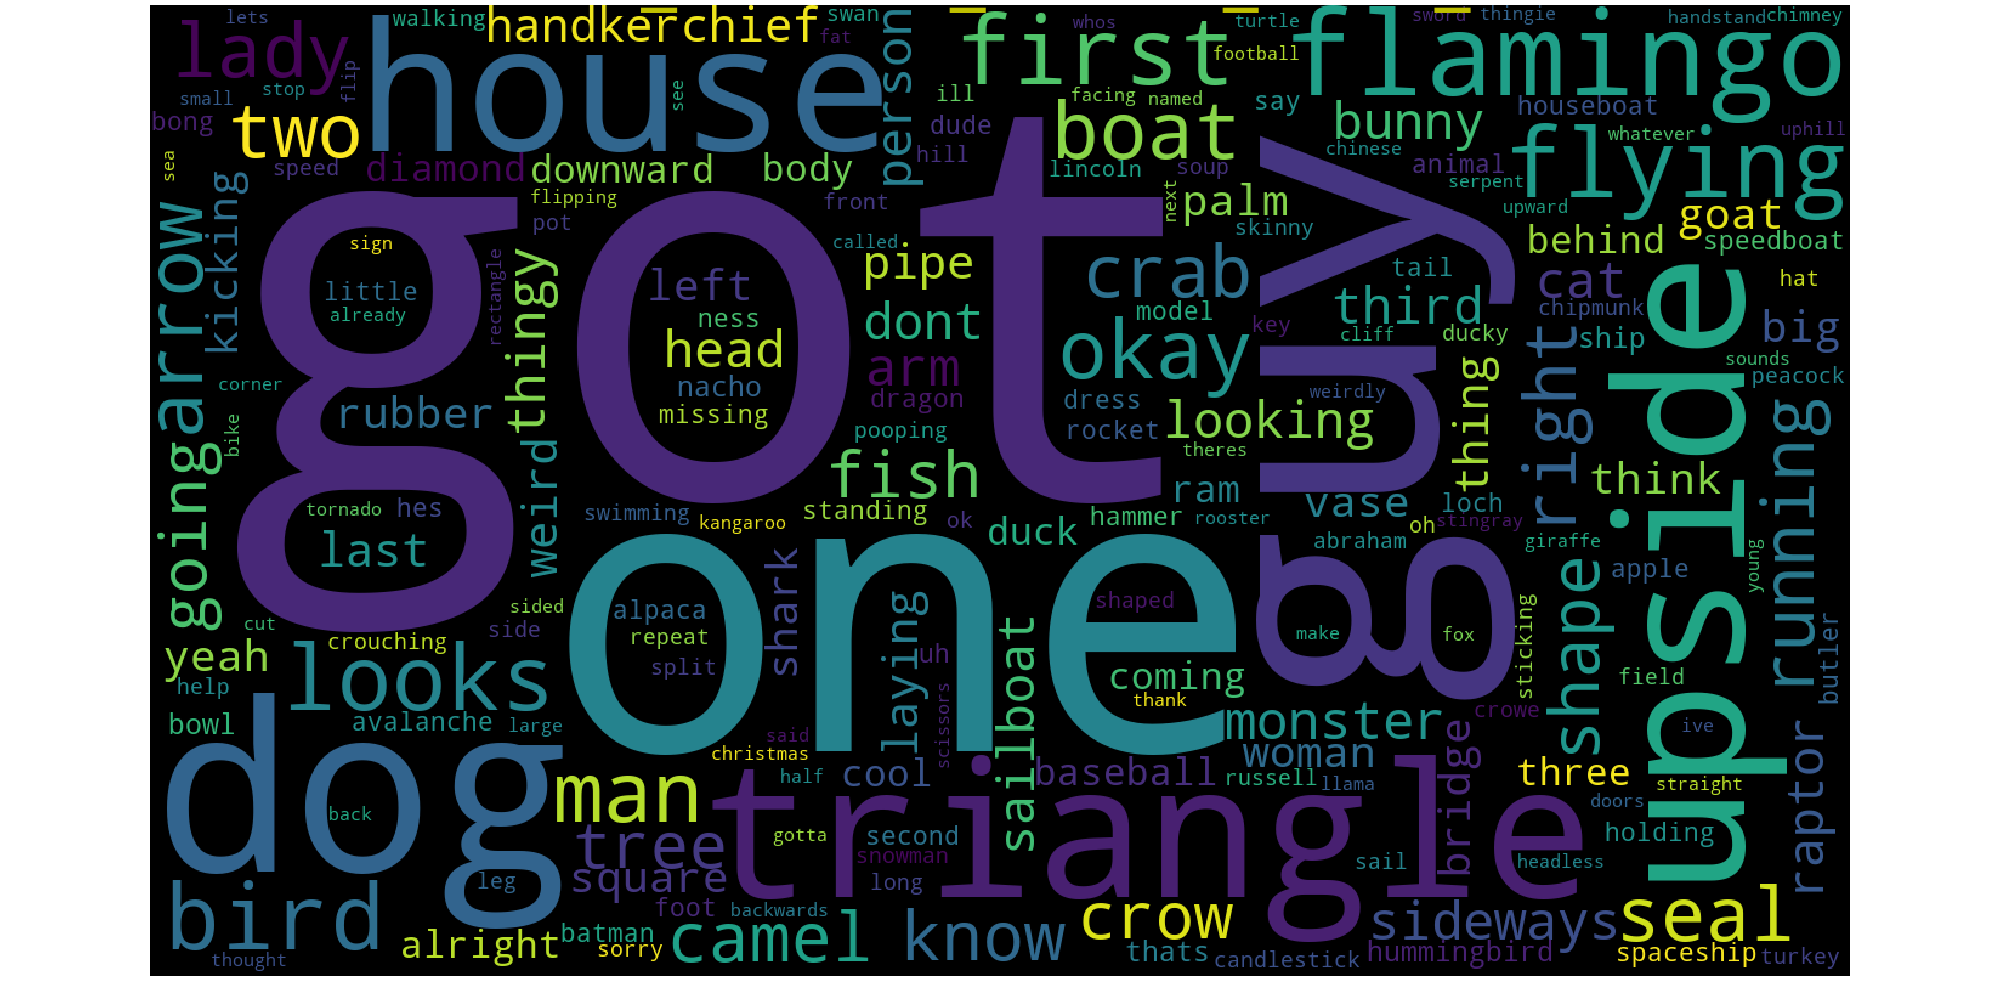 lets
walking
handkerchief
swan
fat
whos
turtle
sword
thingie
handstand
chimney
lady
house
person
first
football
flamingo
flip
stop
small
see
ill
facing
named
say
bunny
houseboat
bong
two
dude
boat
chinese
whatever
uphill
sea
speed
diamond
downward
body
hill
lincoln
soup
animal
flying
serpent
kicking
flipping
front
next
palm
upward
goat
arrow
pot
called
skinny
behind
speedboat
sign
got
guy
rectangle
thingy
left
pipe
crab
tail
cat
hat
little
already
ness
dont
model
third
chipmunk
big
head
okay
key
cliff
ducky
ship
upside
sounds
corner
nacho
arm
dragon
dress
weirdly
peacock
rubber
missing
pooping
rocket
looking
thing
right
running
bike
theres
going
weird
fish
ram
vase
loch
think
tornado
hes
swimming
kangaroo
standing
ok
duck
hammer
rooster
oh
stingray
last
shark
abraham
giraffe
young
apple
cut
sided
alpaca
shaped
one
make
fox
shape
crouching
side
repeat
laying
uh
sailboat
yeah
looks
split
coming
sticking
field
butler
help
thank
bowl
avalanche
large
said
scissors
monster
crowe
ive
dog
christmas
woman
man
half
cool
baseball
russell
llama
bridge
three
straight
raptor
back
triangle
doors
tree
gotta
second
holding
snowman
sail
headless
leg
square
long
bird
foot
backwards
crow
sideways
seal
alright
batman
sorry
camel
know
thats
candlestick
hummingbird
spaceship
turkey
thought